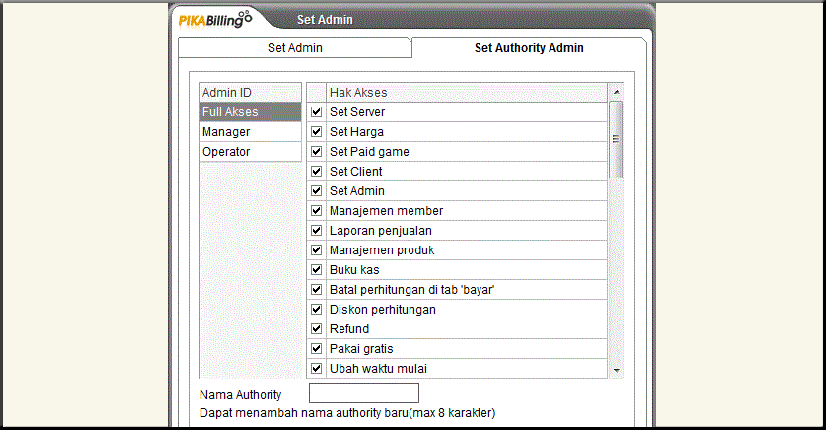 PIKABilling Set Admin
Set Admin Set Authority Admin
Admin ID Hak Akses
Full Akses Set Server
Manager Set Harga
Operator Set Paid game
Set Client
Set Admin
Manajemen member
Laporan penjualan
Manajemen produk
Buku kas
Batal perhitungan di tab 'bayar'
Diskon perhitungan
Refund
Pakai gratis
Ubah waktu mulai
Nama Authority
Dapat menambah nama authority baru(max 8 karakter)